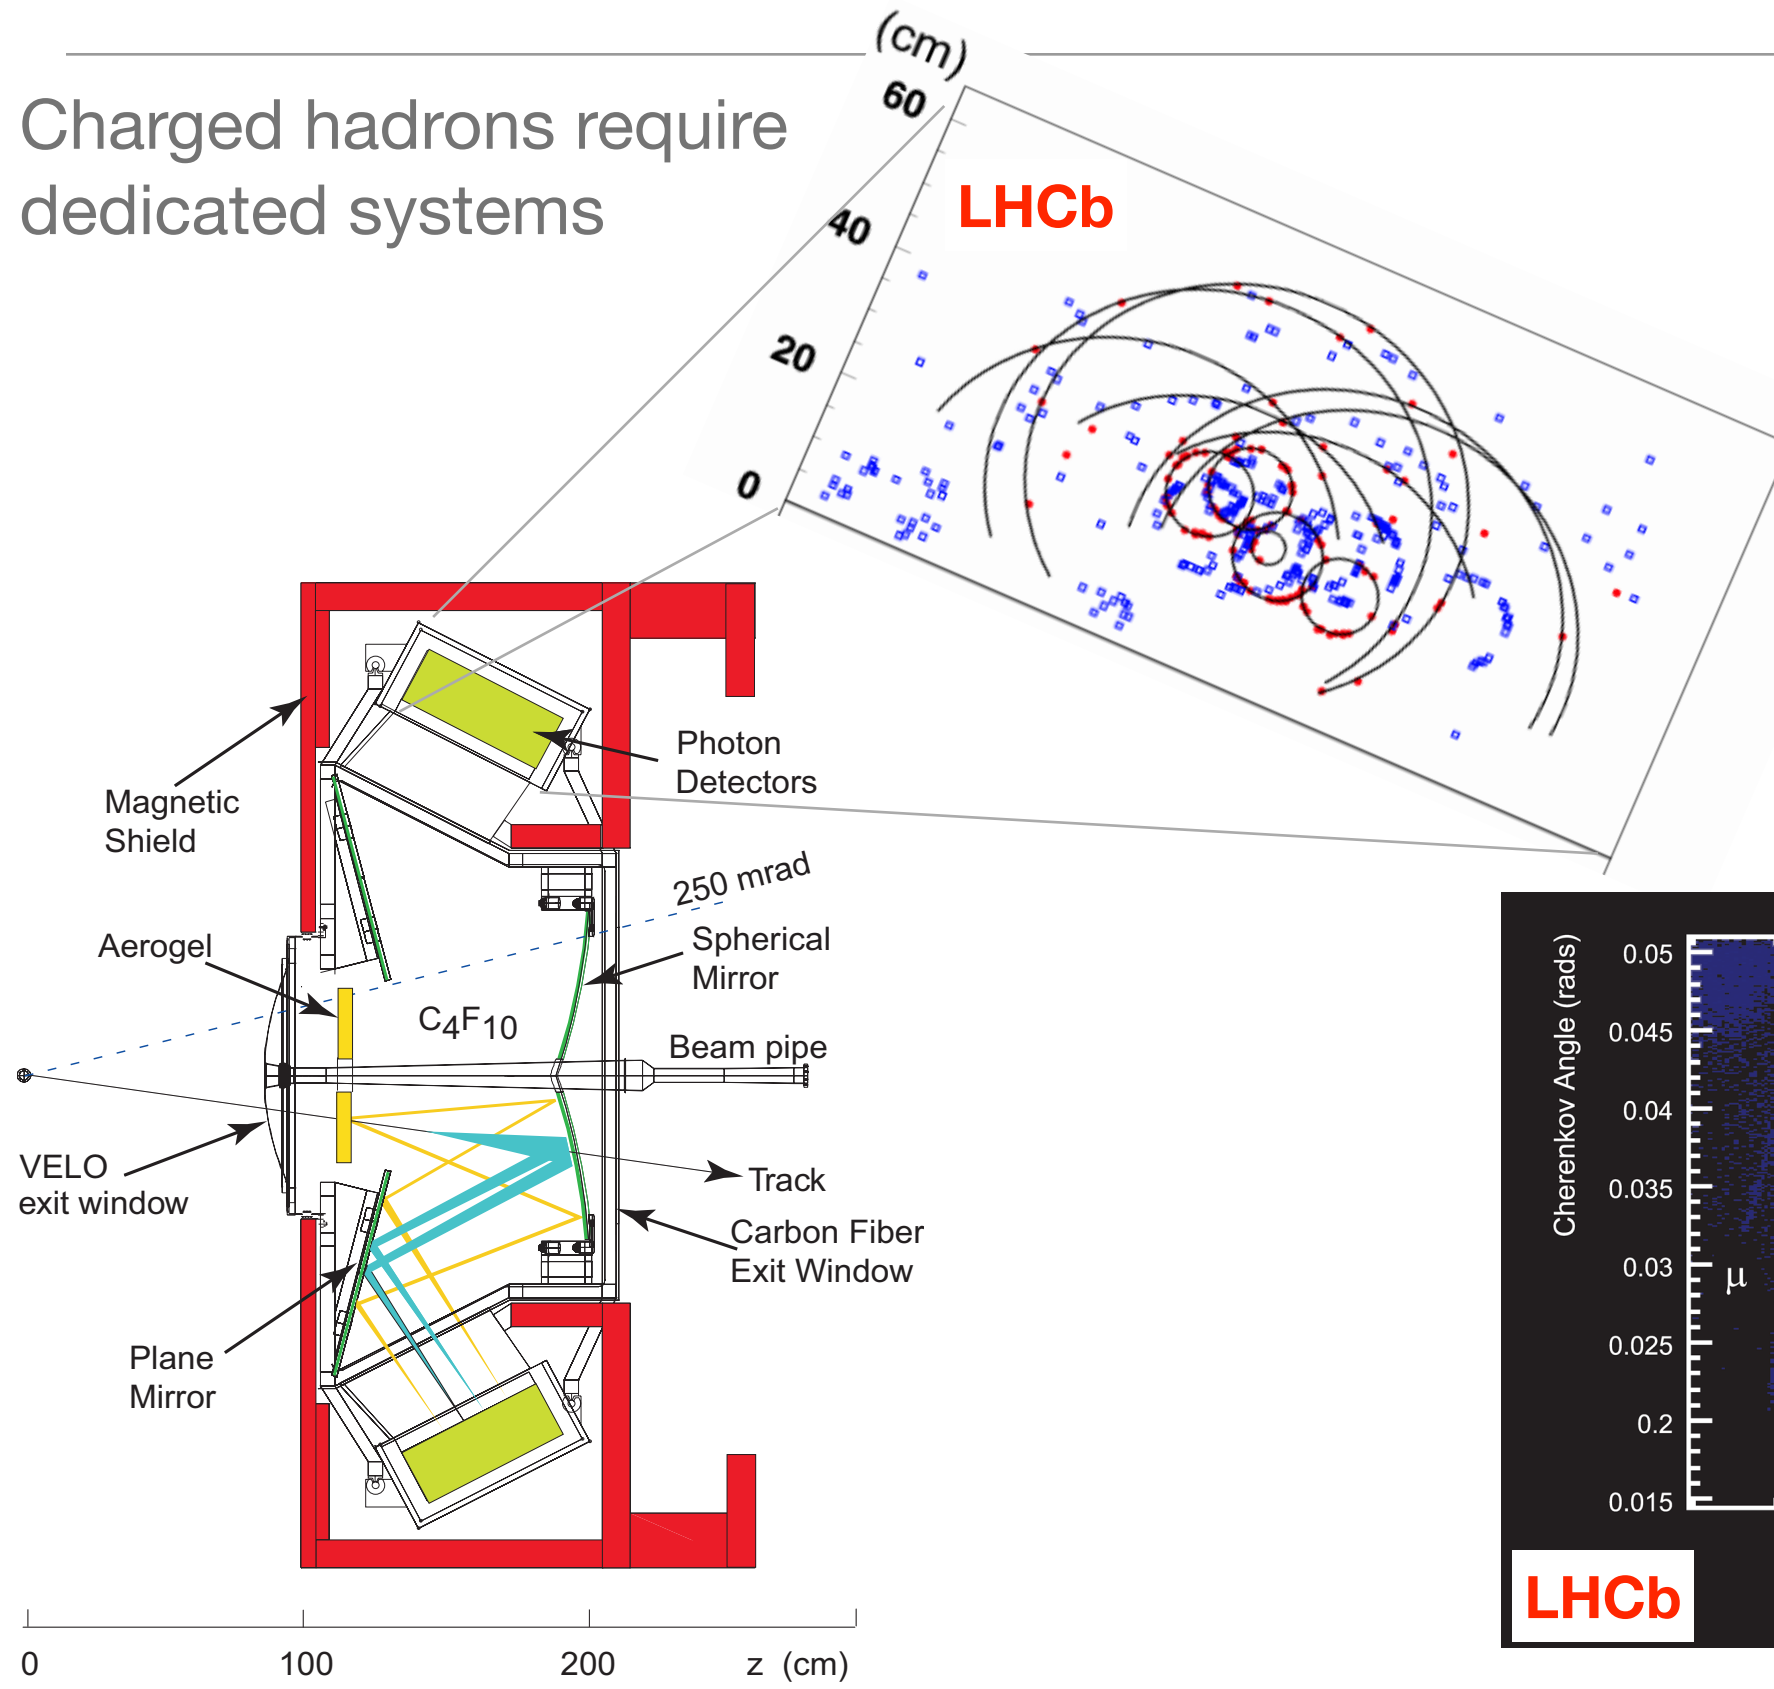 Charged hadrons require
dedicated systems
(cm)
60
40
20
0
LHCb
Magnetic
Shield
Photon
Detectors
250 mrad
Aerogel
Spherical
Mirror
C4F10
Beam pipe
VELO
exit window
Track
Carbon Fiber
Exit Window
Plane
Mirror
0
100
200
z (cm)
Cherenkov Angle (rads)
0.05
0.045
0.04
0.035
0.03
0.025
0.2
0.015
μ
LHCb